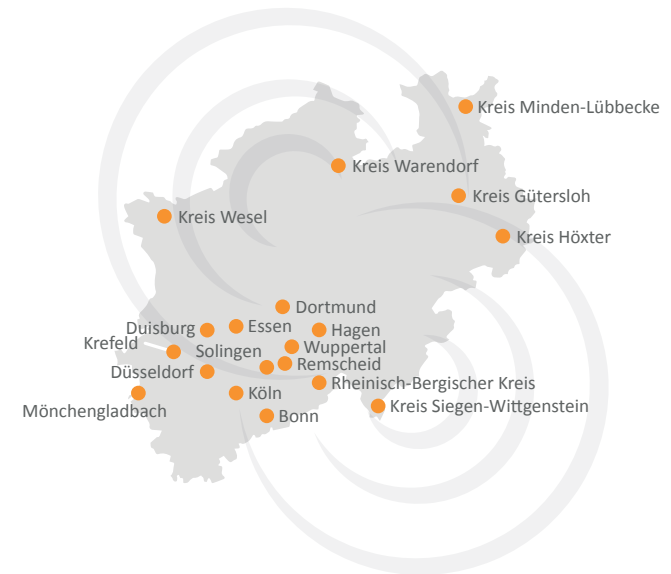 Kreis Minden-Lübbecke
Kreis Warendorf
Kreis Gütersloh
Kreis Wesel
Kreis Höxter
Dortmund
Duisburg
Essen
Hagen
Krefeld
Solingen
Wuppertal
Remscheid
Düsseldorf
Rheinisch-Bergischer Kreis
Mönchengladbach
Köln
Kreis Siegen-Wittgenstein
Bonn